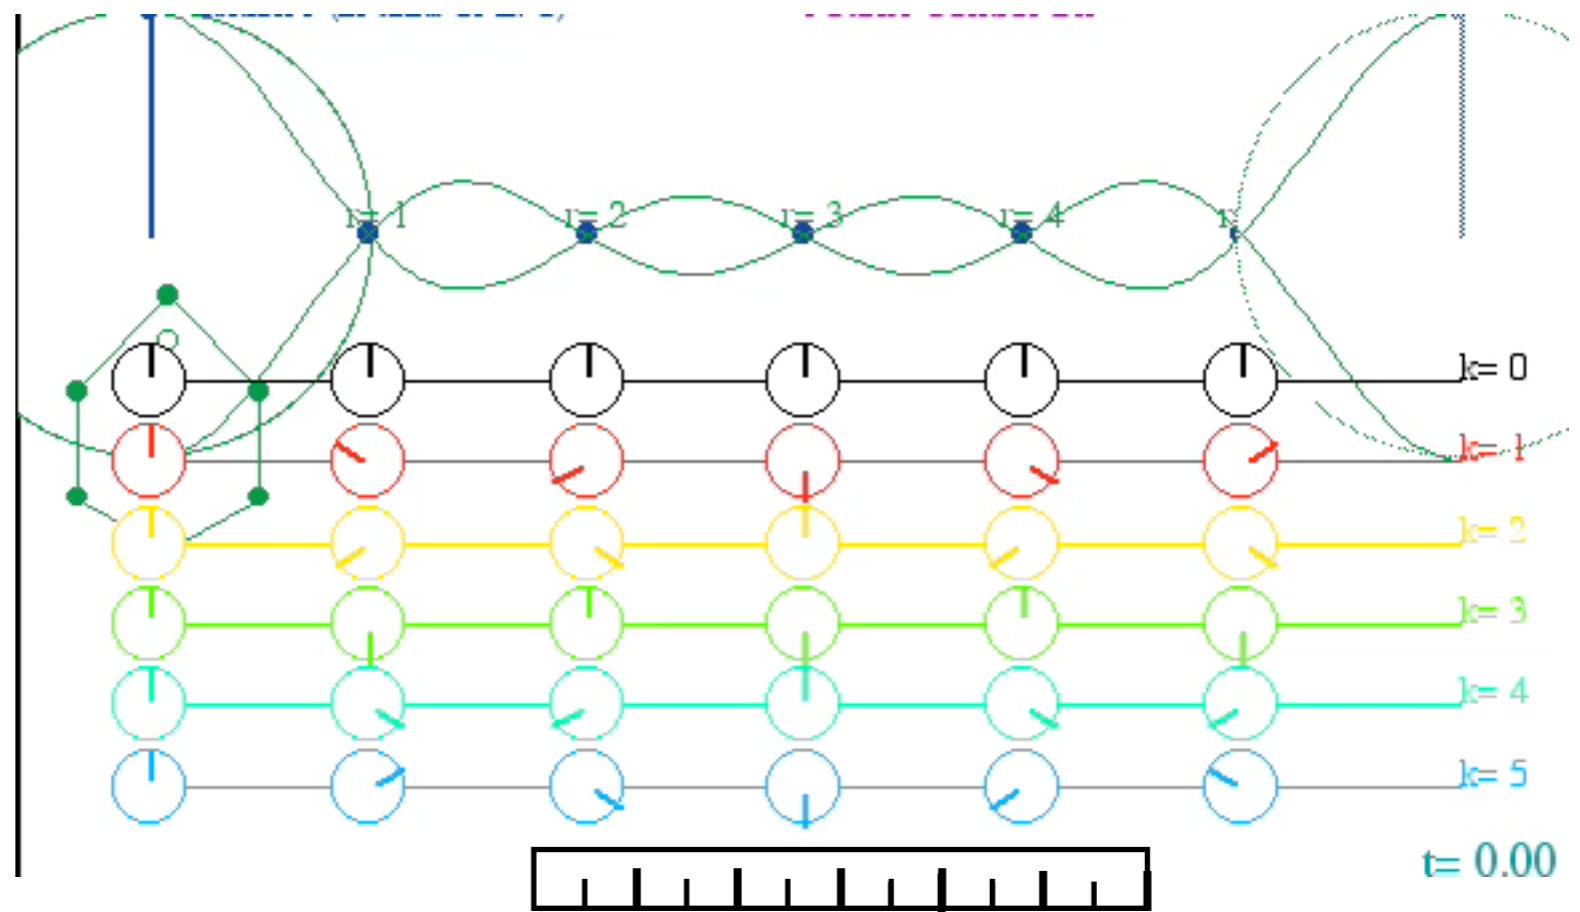 r= 1
r= 2
r= 3
r= 4
r
k= 0
k= 1
k= 2
k= 3
k= 4
k= 5
t= 0.00